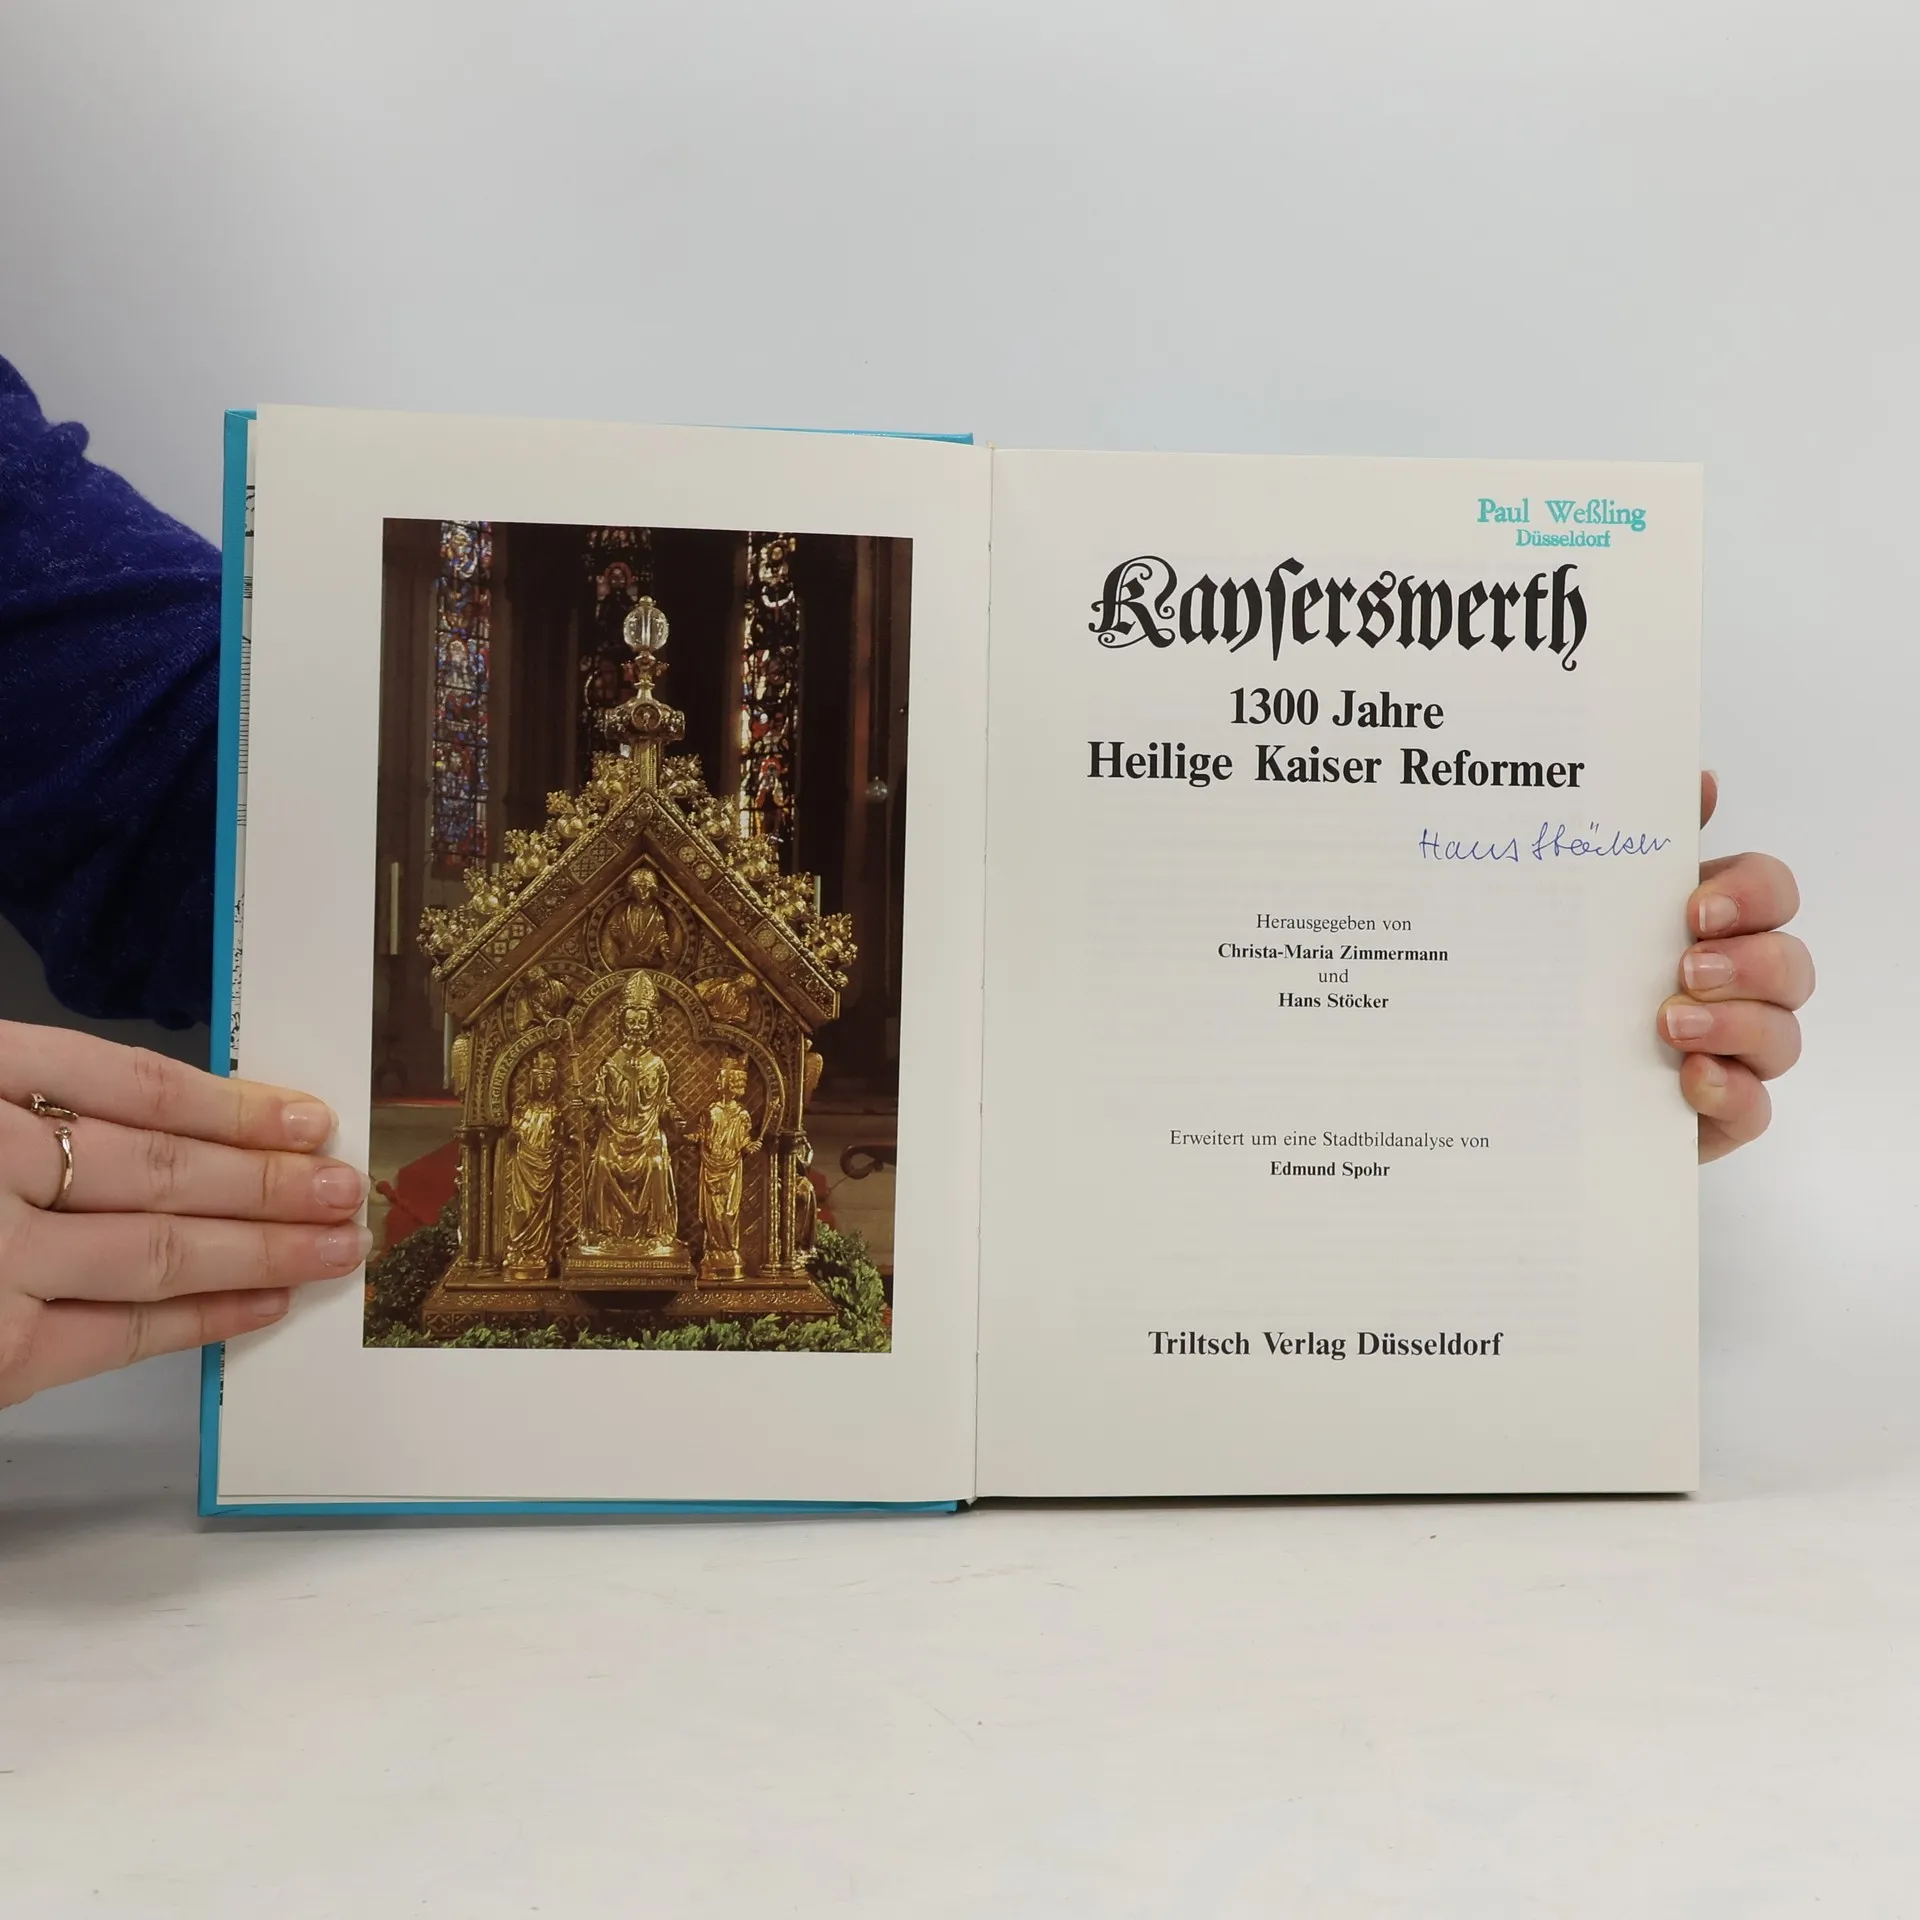 Paul Weßling
Düsseldorf
Kayserswerth
1300 Jahre
Heilige Kaiser Reformer
Hans Stöcker
Herausgegeben von
Christa-Maria Zimmermann
und
Hans Stöcker
Erweitert um eine Stadtbildanalyse von
Edmund Spohr
Triltsch Verlag Düsseldorf